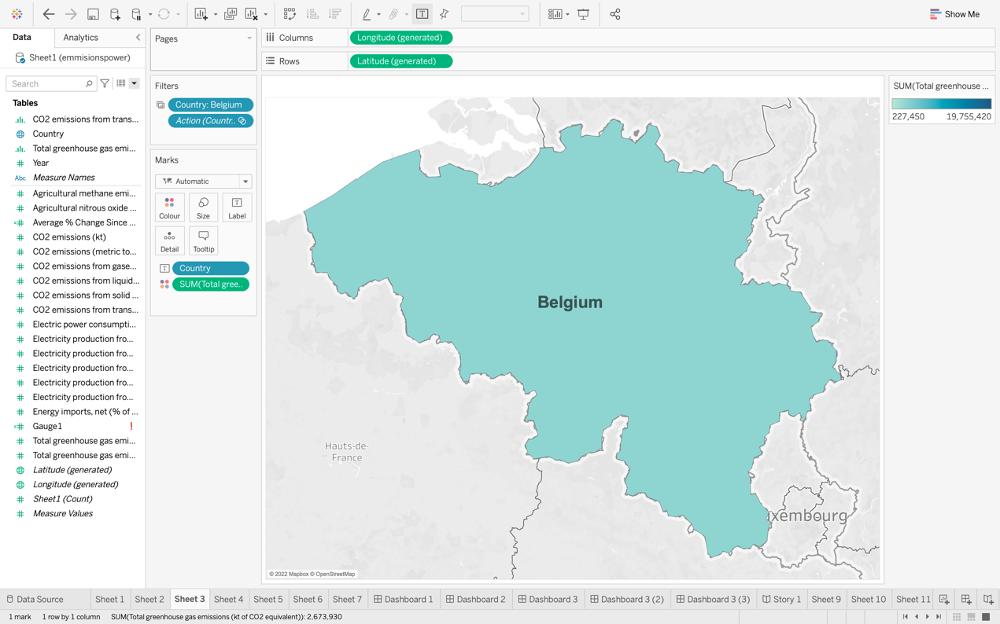 Show Me
Data
Analytics
Sheet1 (emmisionspower)
Search
Tables
CO2 emissions from trans...
Country
Total greenhouse gas emi...
Year
Abc Measure Names
Agricultural methane emi...
Agricultural nitrous oxide ...
Average % Change Since ...
CO2 emissions (kt)
CO2 emissions (metric to...
CO2 emissions from gase...
CO2 emissions from liquid...
CO2 emissions from solid ...
CO2 emissions from trans...
Electric power consumpti...
Electricity production fro...
Electricity production fro...
Electricity production fro...
Electricity production fro...
Electricity production fro...
Energy imports, net (% of ...
Gauge1 !
Total greenhouse gas emi...
Total greenhouse gas emi...
Latitude (generated)
Longitude (generated)
Sheet1 (Count)
Measure Values
Pages
Filters
Country: Belgium
Action (Countr..
Marks
Automatic
Colour
Size
Label
Detail
Tooltip
Country
SUM(Total gree..
Columns
Longitude (generated)
Rows
Latitude (generated)
Belgium
Hauts-de-
France
uxembourg
© 2022 Mapbox © OpenStreetMap
SUM(Total greenhouse ...
227,450
19,755,420
Data Source
Sheet 1
Sheet 2
Sheet 3
Sheet 4
Sheet 5
Sheet 6
Sheet 7
Dashboard 1
Dashboard 2
Dashboard 3
Dashboard 3 (2)
Dashboard 3 (3)
Story 1
Sheet 9
Sheet 10
Sheet 11
1 mark
1 row by 1 column
SUM(Total greenhouse gas emissions (kt of CO2 equivalent)): 2,673,930